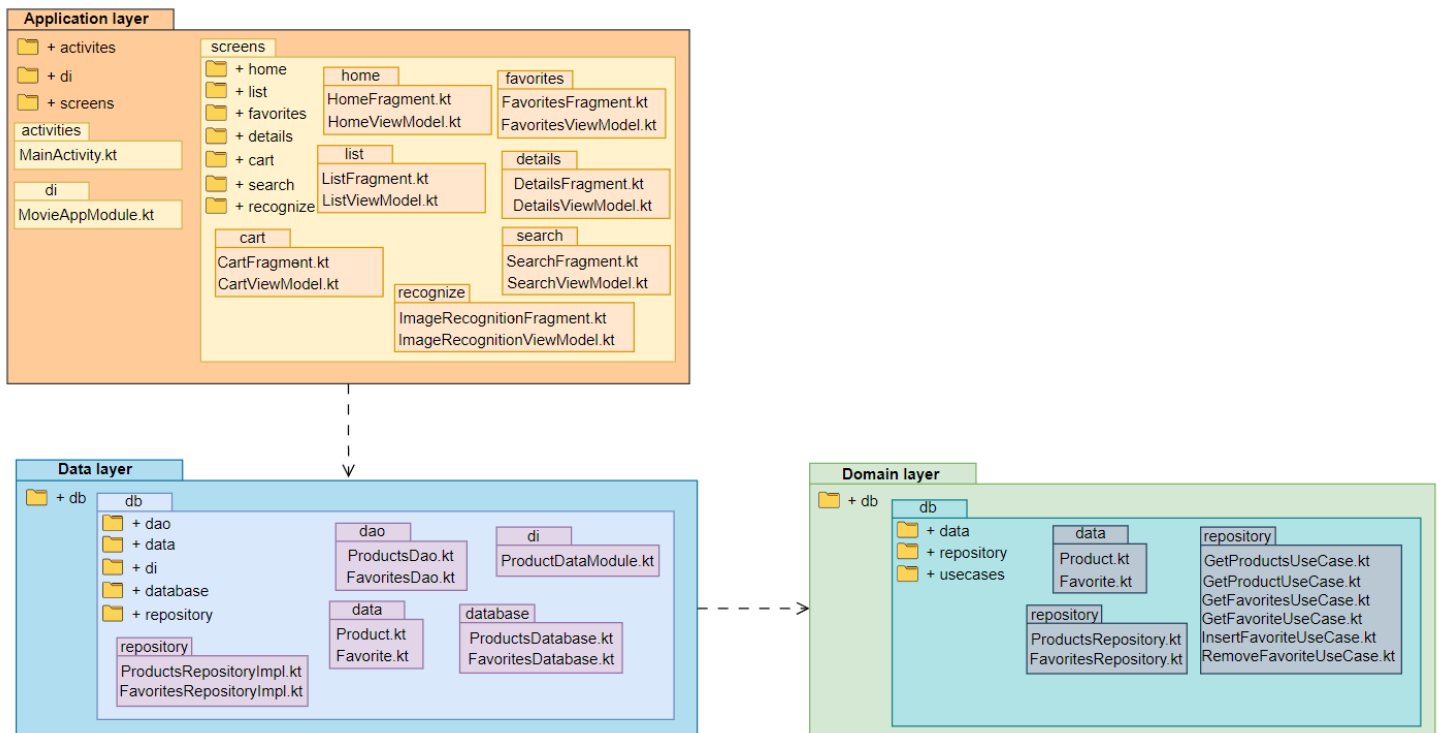 Application layer
+ activites
+ di
+ screens
activities
MainActivity.kt
di
MovieAppModule.kt
screens
+ home
+ list
+ favorites
+ details
+ cart
+ search
+ recognize
home
HomeFragment.kt
HomeViewModel.kt
favorites
FavoritesFragment.kt
FavoritesViewModel.kt
list
ListFragment.kt
ListViewModel.kt
details
DetailsFragment.kt
DetailsViewModel.kt
cart
CartFragment.kt
CartViewModel.kt
search
SearchFragment.kt
SearchViewModel.kt
recognize
ImageRecognitionFragment.kt
ImageRecognitionViewModel.kt
Data layer
+ db
db
+ dao
+ data
+ di
+ database
+ repository
dao
ProductsDao.kt
FavoritesDao.kt
di
ProductDataModule.kt
data
Product.kt
Favorite.kt
database
ProductsDatabase.kt
FavoritesDatabase.kt
repository
ProductsRepositoryImpl.kt
FavoritesRepositoryImpl.kt
Domain layer
+ db
db
+ data
+ repository
+ usecases
data
Product.kt
Favorite.kt
repository
ProductsRepository.kt
FavoritesRepository.kt
repository
GetProductsUseCase.kt
GetProductUseCase.kt
GetFavoritesUseCase.kt
GetFavoriteUseCase.kt
InsertFavoriteUseCase.kt
RemoveFavoriteUseCase.kt